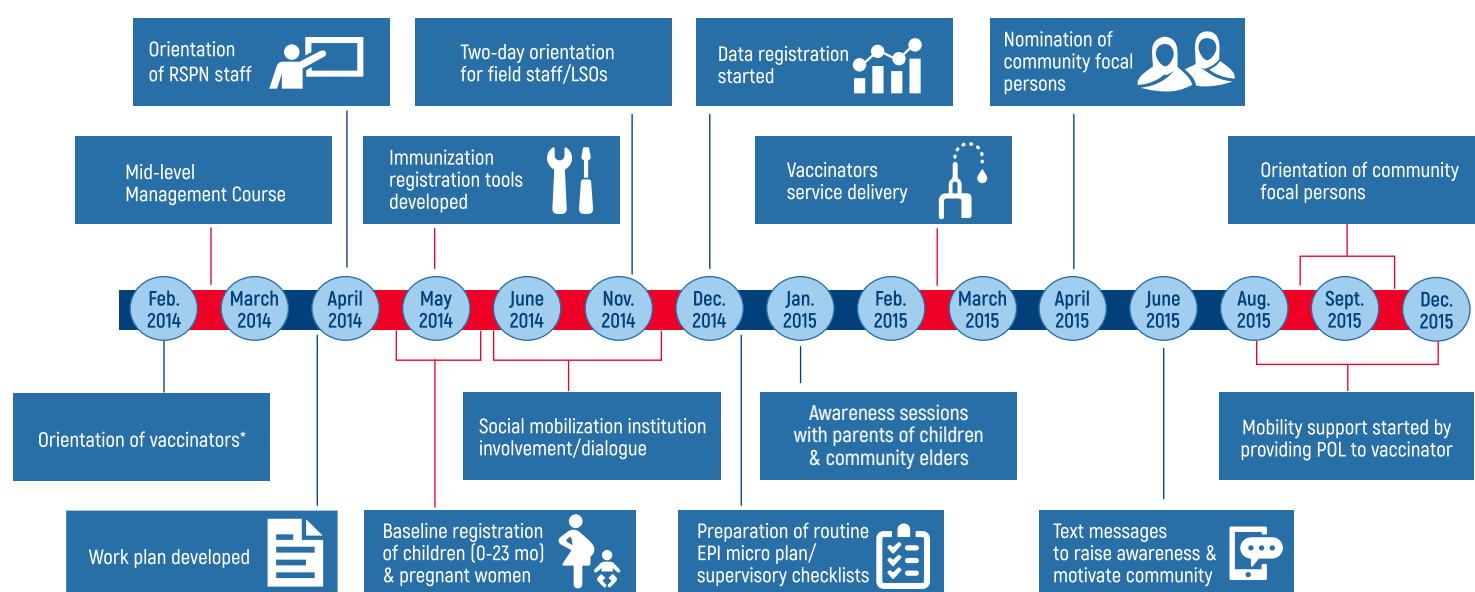 Orientation
of RSPN staff
Two-day orientation
for field staff/LSOs
Data registration
started
Nomination of
community focal
persons
Mid-level
Management Course
Immunization
registration tools
developed
Vaccinators
service delivery
Orientation of community
focal persons
Feb.
2014
March
2014
April
2014
May
2014
June
2014
Nov.
2014
Dec.
2014
Jan.
2015
Feb.
2015
March
2015
April
2015
June
2015
Aug.
2015
Sept.
2015
Dec.
2015
Orientation of vaccinators*
Social mobilization institution
involvement/dialogue
Awareness sessions
with parents of children
& community elders
Mobility support started by
providing POL to vaccinator
Work plan developed
Baseline registration
of children (0-23 mo)
& pregnant women
Preparation of routine
EPI micro plan/
supervisory checklists
Text messages
to raise awareness &
motivate community